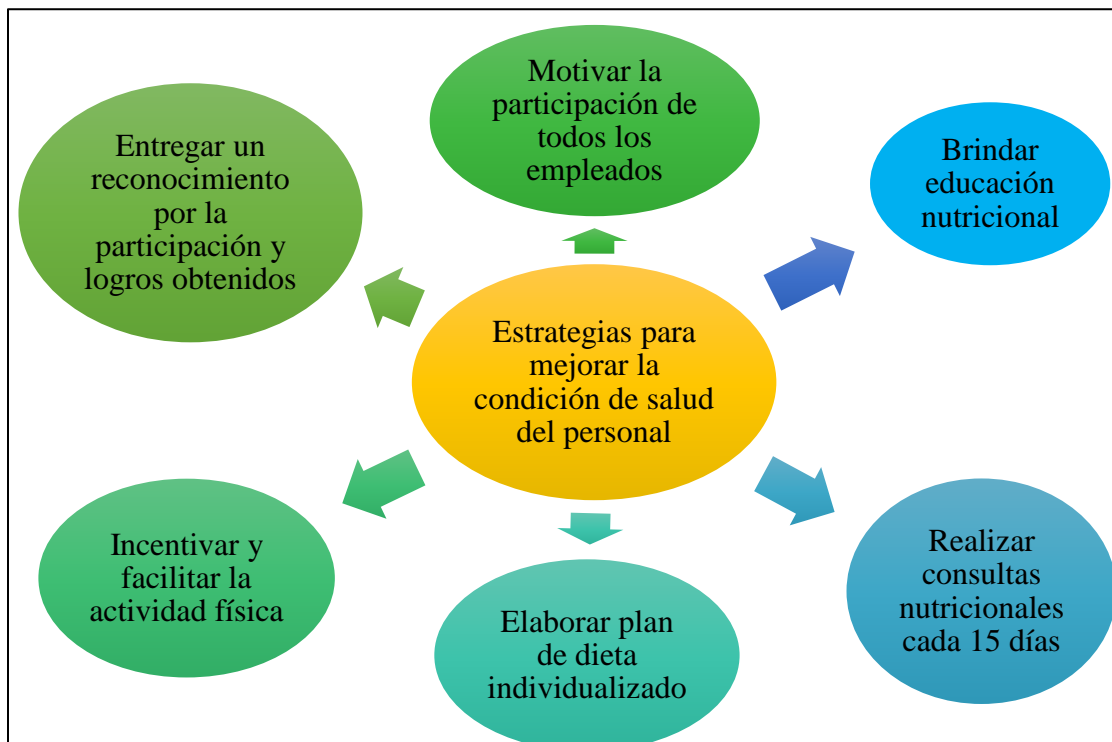 Motivar la
participación de
todos los
empleados
Brindar
educación
nutricional
Entregar un
reconocimiento
por la
participación y
logros obtenidos
Estrategias para
mejorar la
condición de salud
del personal
Incentivar y
facilitar la
actividad física
Elaborar plan
de dieta
individualizado
Realizar
consultas
nutricionales
cada 15 días